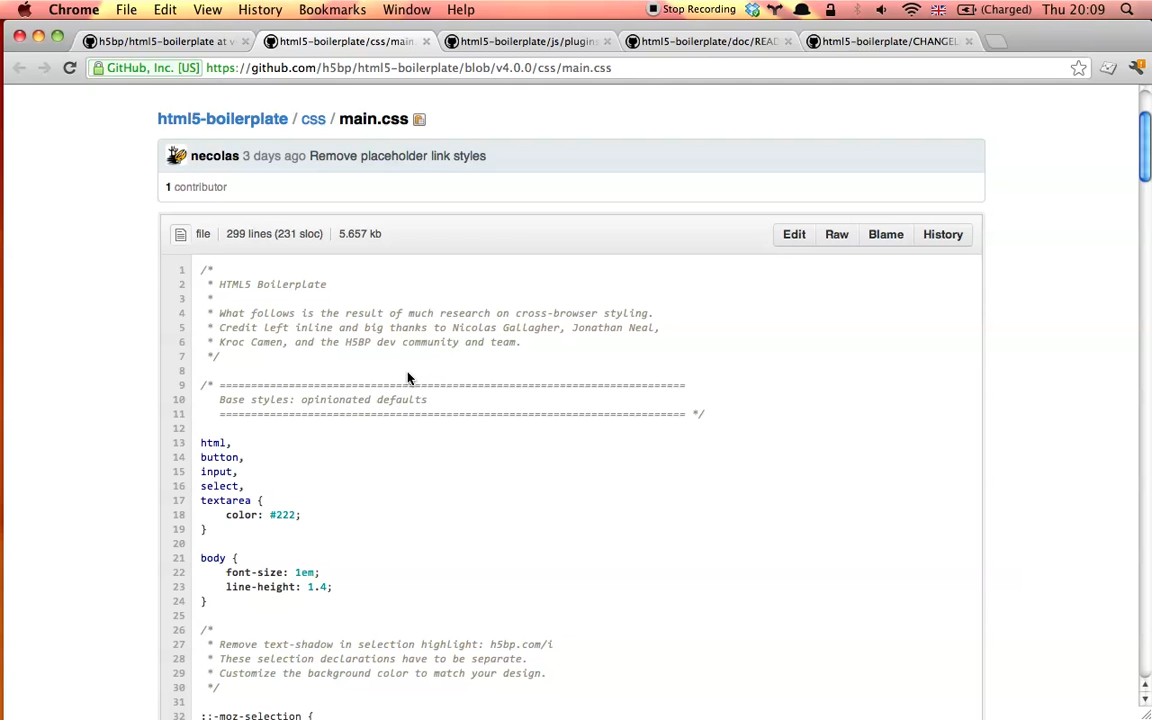 Chrome File Edit View History Bookmarks Window Help Stop Recording (Charged) Thu 20:09
h5bp/html5-boilerplate at v html5-boilerplate/css/main. html5-boilerplate/js/plugins html5-boilerplate/doc/READ html5-boilerplate/CHANGEL
GitHub, Inc. [US] https://github.com/h5bp/html5-boilerplate/blob/v4.0.0/css/main.css
html5-boilerplate / css / main.css
necolas 3 days ago Remove placeholder link styles
1 contributor
file 299 lines (231 sloc) 5.657 kb Edit Raw Blame History
1 /*
2 * HTML5 Boilerplate
3 *
4 * What follows is the result of much research on cross-browser styling.
5 * Credit left inline and big thanks to Nicolas Gallagher, Jonathan Neal,
6 * Kroc Camen, and the H5BP dev community and team.
7 */
8
9 /* ==========================================================================
10 Base styles: opinionated defaults
11 ========================================================================== */
12
13 html,
14 button,
15 input,
16 select,
17 textarea {
18 color: #222;
19 }
20
21 body {
22 font-size: 1em;
23 line-height: 1.4;
24 }
25
26 /*
27 * Remove text-shadow in selection highlight: h5bp.com/i
28 * These selection declarations have to be separate.
29 * Customize the background color to match your design.
30 */
31
32 ::-moz-selection {